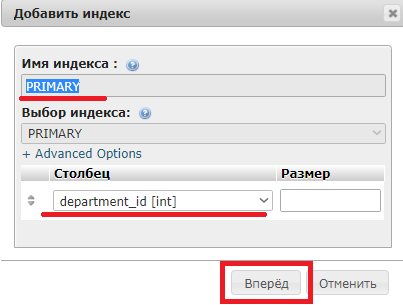 Добавить индекс
Имя индекса :
PRIMARY
Выбор индекса:
PRIMARY
+ Advanced Options
Столбец Размер
department_id [int]
Вперёд Отменить